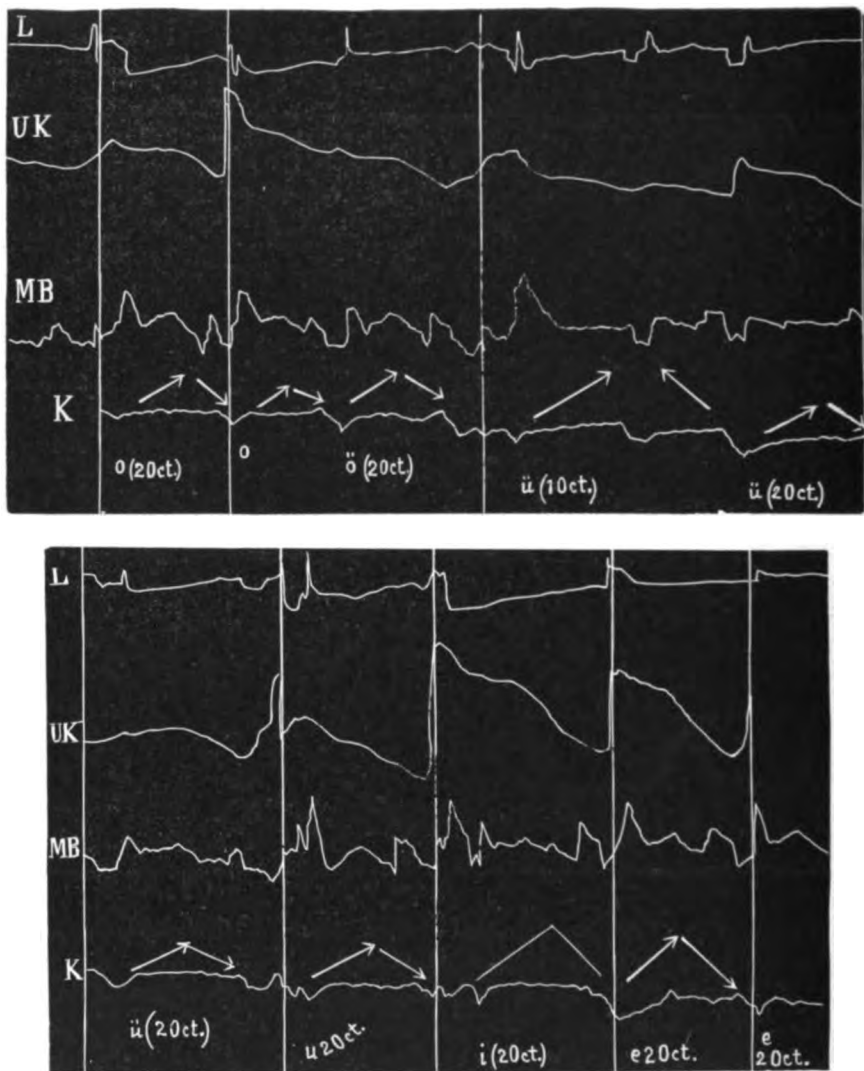 L
UK
MB
K
o (20ct.)
o
ö (20ct.)
ü (10ct.)
ü (20ct.)
L
UK
MB
K
ü (20ct.)
u 20ct.
i (20ct.)
e 20ct.
e
20ct.